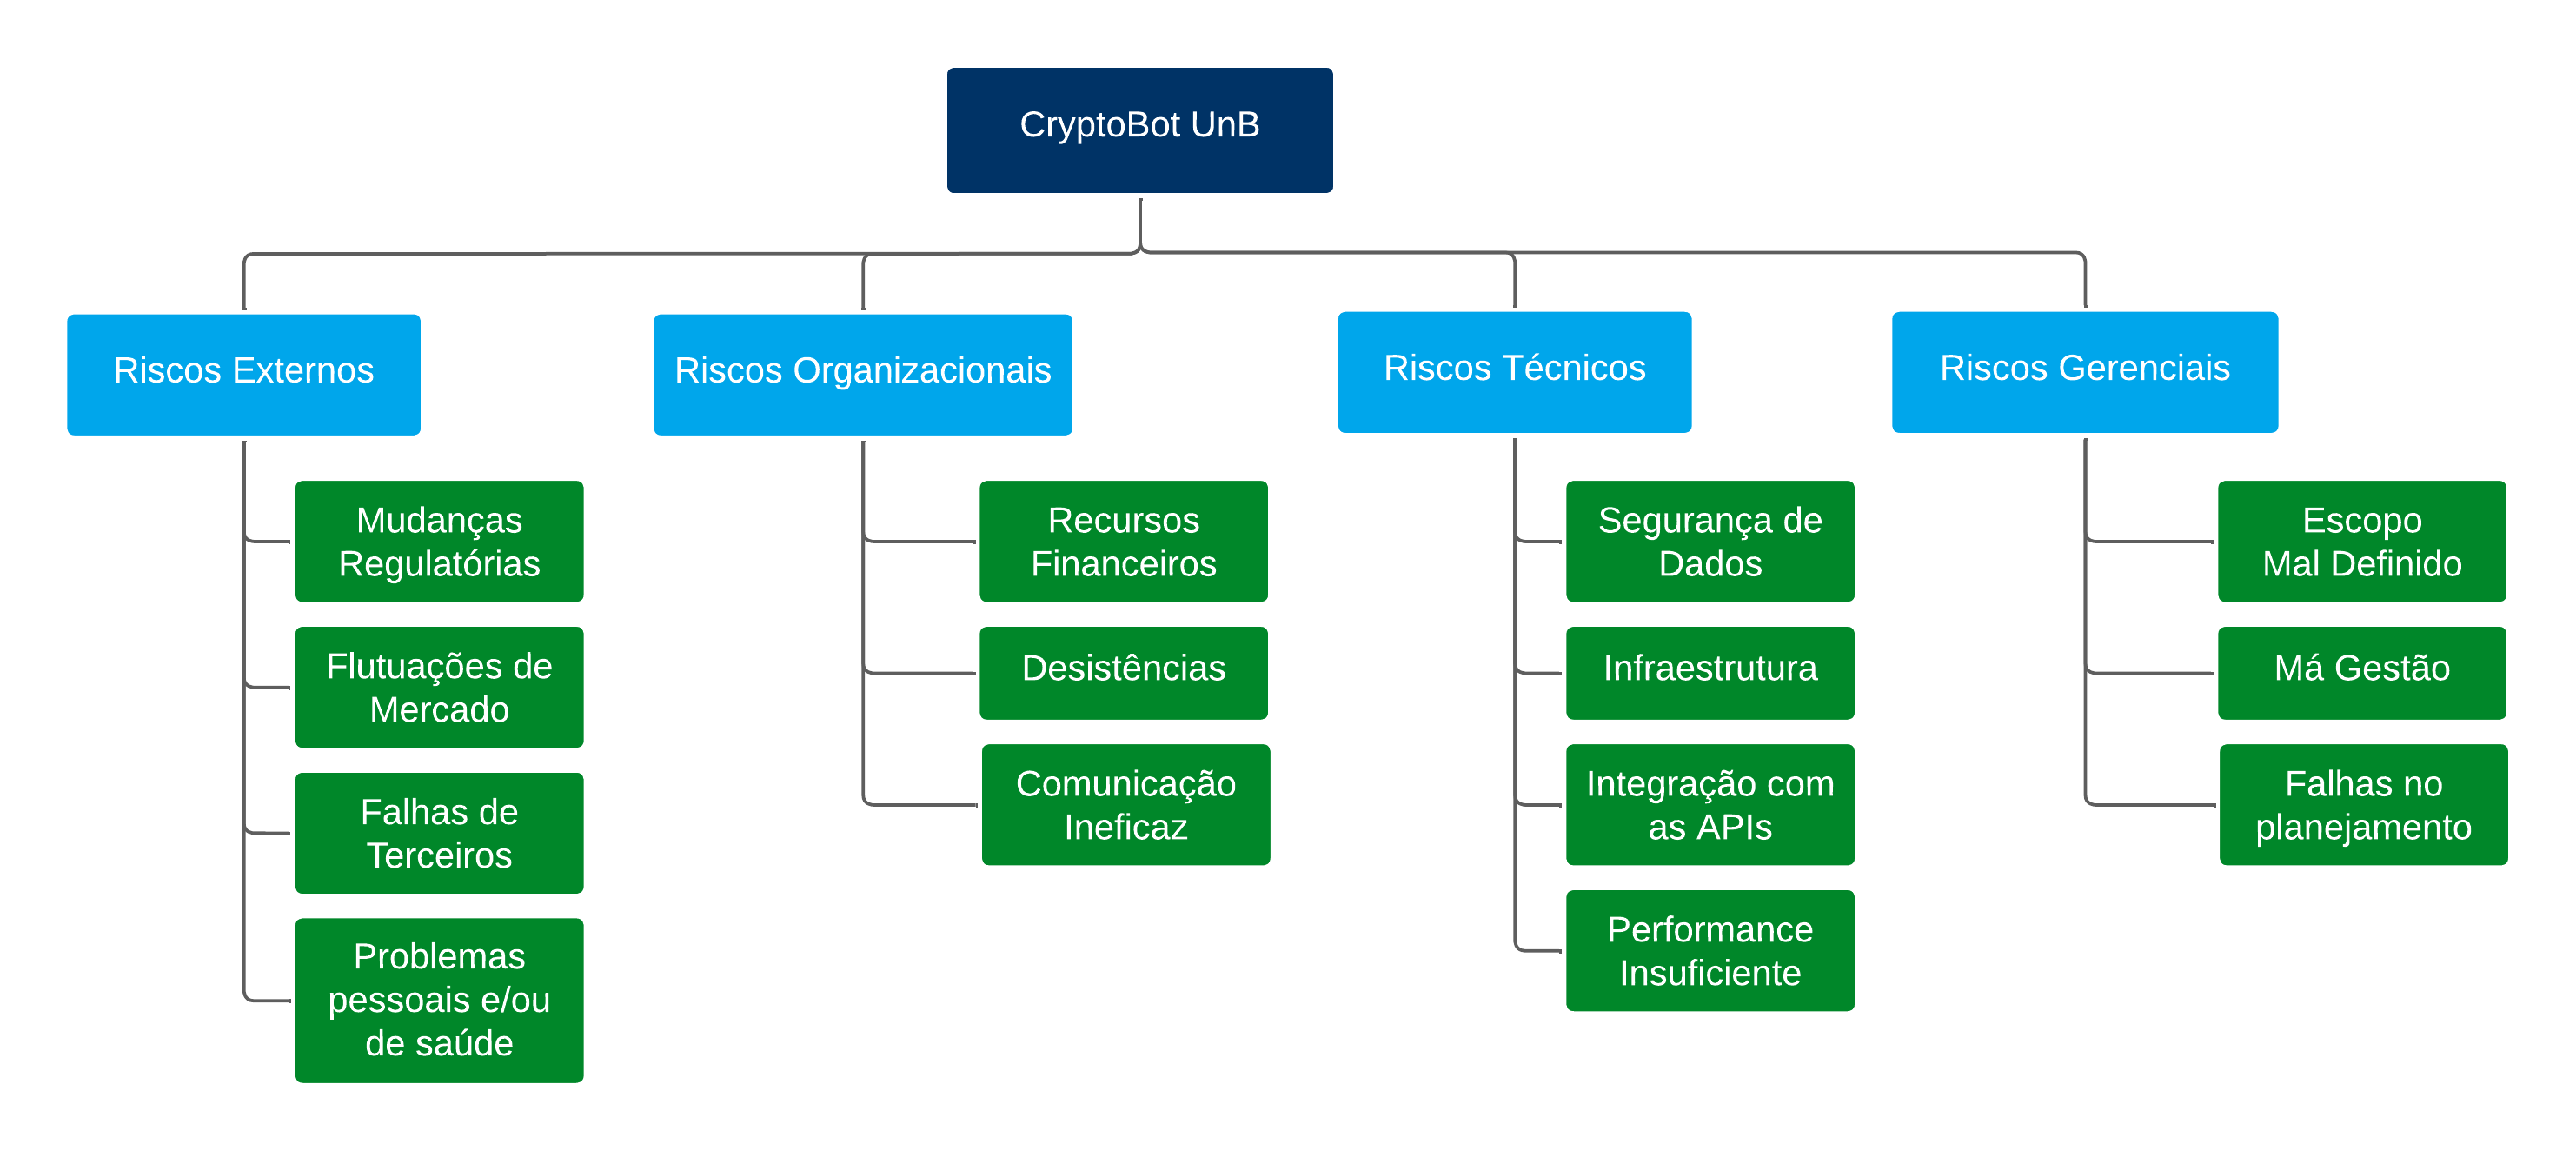 CryptoBot UnB
Riscos Externos
Mudanças
Regulatórias
Flutuações de
Mercado
Falhas de
Terceiros
Problemas
pessoais e/ou
de saúde
Riscos Organizacionais
Recursos
Financeiros
Desistências
Comunicação
Ineficaz
Riscos Técnicos
Segurança de
Dados
Infraestrutura
Integração com
as APIs
Performance
Insuficiente
Riscos Gerenciais
Escopo
Mal Definido
Má Gestão
Falhas no
planejamento